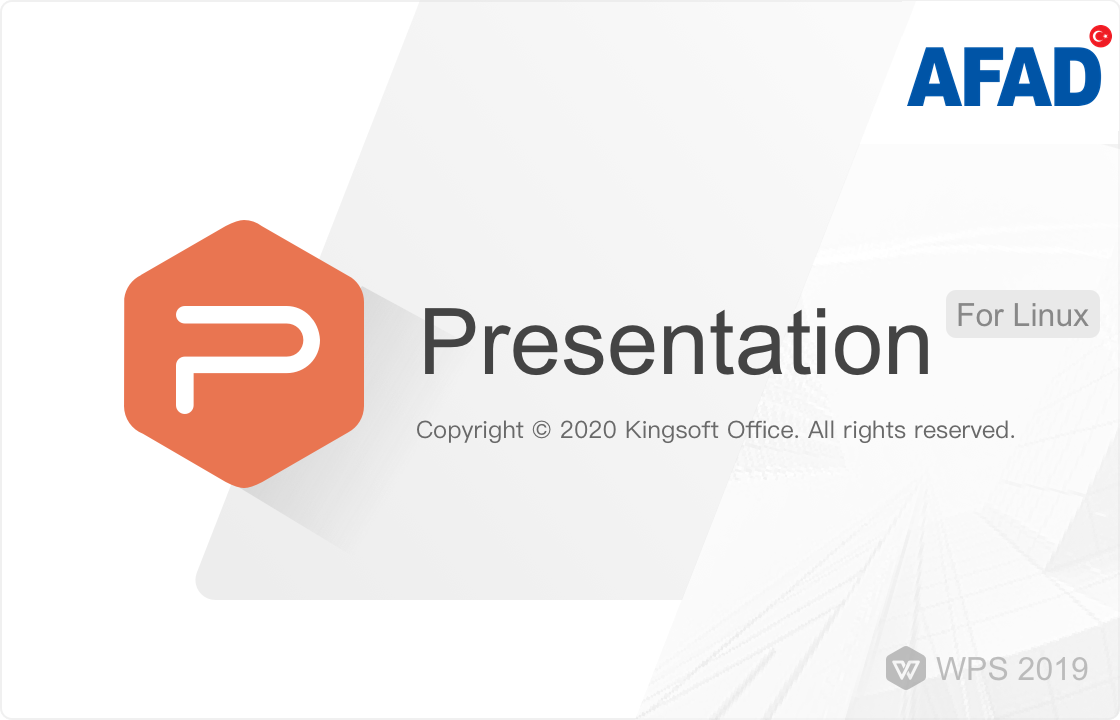 AFAD
Presentation
For Linux
Copyright © 2020 Kingsoft Office. All rights reserved.
WPS 2019